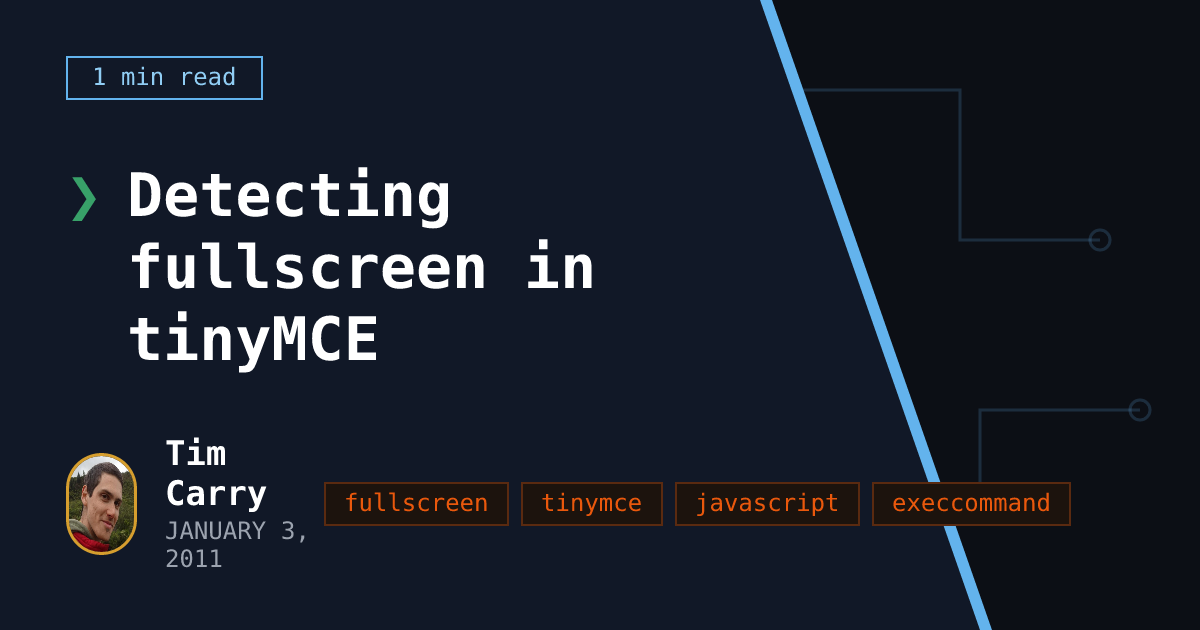 1 min read
❯ Detecting
fullscreen in
tinyMCE
Tim
Carry
JANUARY 3,
2011
fullscreen tinymce javascript execcommand